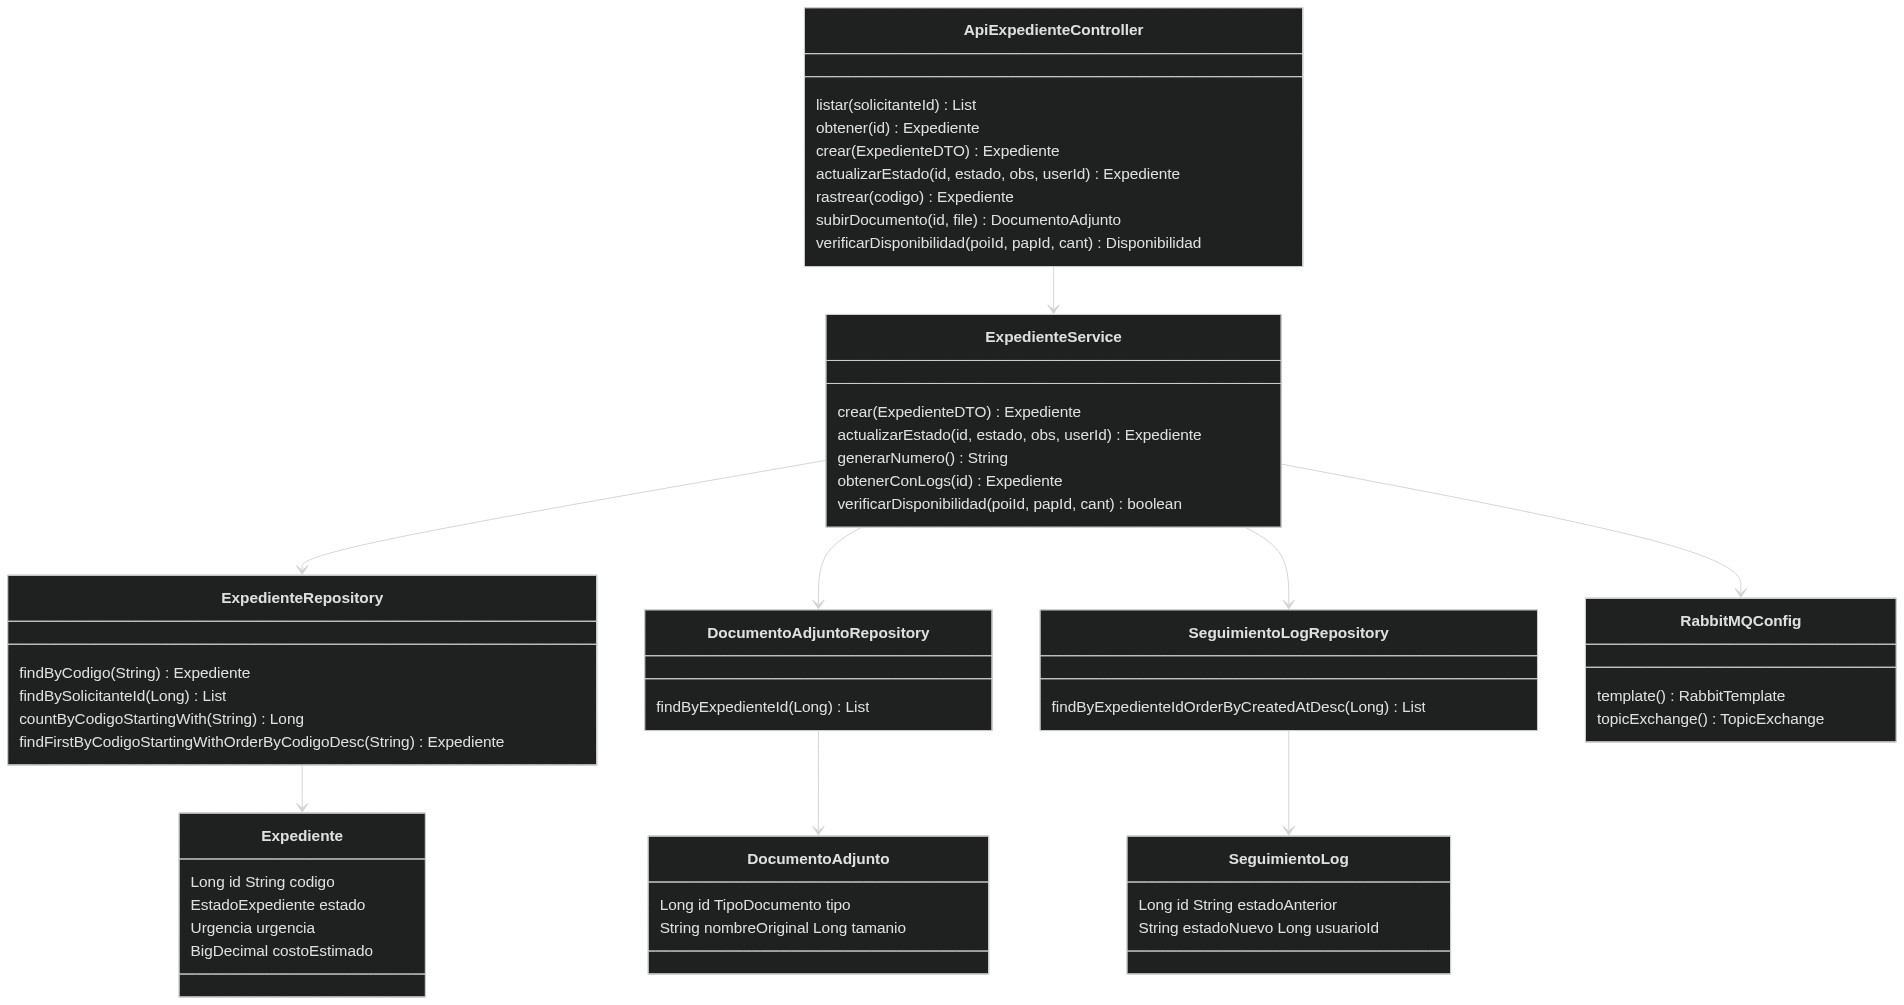 ApiExpedienteController
listar(solicitanteId) : List
obtener(id) : Expediente
crear(ExpedienteDTO) : Expediente
actualizarEstado(id, estado, obs, userId) : Expediente
rastrear(codigo) : Expediente
subirDocumento(id, file) : DocumentoAdjunto
verificarDisponibilidad(poiId, papId, cant) : Disponibilidad
ExpedienteService
crear(ExpedienteDTO) : Expediente
actualizarEstado(id, estado, obs, userId) : Expediente
generarNumero() : String
obtenerConLogs(id) : Expediente
verificarDisponibilidad(poiId, papId, cant) : boolean
ExpedienteRepository
findByCodigo(String) : Expediente
findBySolicitanteId(Long) : List
countByCodigoStartingWith(String) : Long
findFirstByCodigoStartingWithOrderByCodigoDesc(String) : Expediente
DocumentoAdjuntoRepository
findByExpedienteId(Long) : List
SeguimientoLogRepository
findByExpedienteIdOrderByCreatedAtDesc(Long) : List
RabbitMQConfig
template() : RabbitTemplate
topicExchange() : TopicExchange
Expediente
Long id String codigo
EstadoExpediente estado
Urgencia urgencia
BigDecimal costoEstimado
DocumentoAdjunto
Long id TipoDocumento tipo
String nombreOriginal Long tamanio
SeguimientoLog
Long id String estadoAnterior
String estadoNuevo Long usuarioId